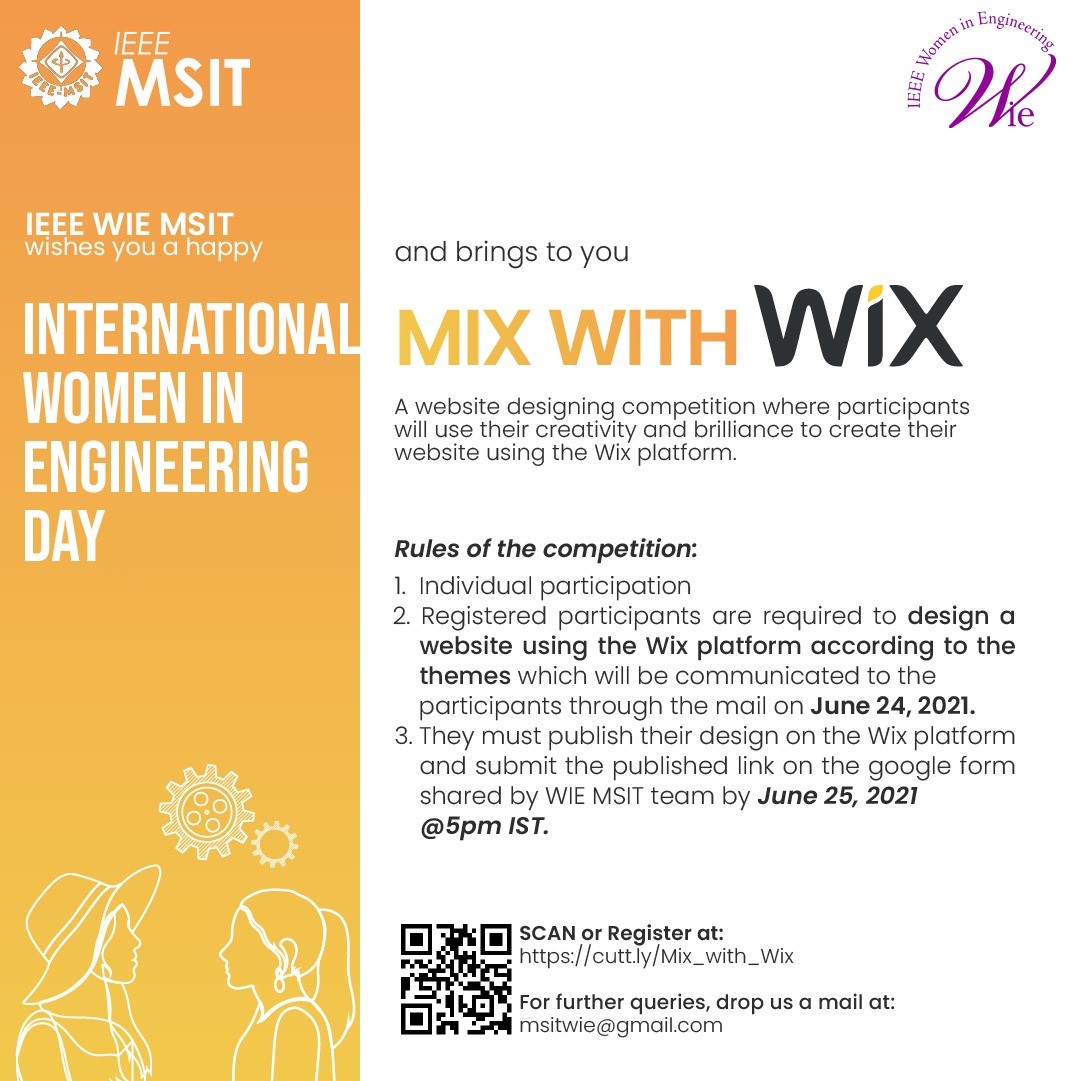 IEEE
MSIT
IEEE-MSIT
IEEE Women in Engineering
Wie
IEEE WIE MSIT
wishes you a happy
INTERNATIONAL
WOMEN IN
ENGINEERING
DAY
and brings to you
MIX WITH WiX
A website designing competition where participants
will use their creativity and brilliance to create their
website using the Wix platform.
Rules of the competition:
1. Individual participation
2. Registered participants are required to design a
website using the Wix platform according to the
themes which will be communicated to the
participants through the mail on June 24, 2021.
3. They must publish their design on the Wix platform
and submit the published link on the google form
shared by WIE MSIT team by June 25, 2021
@5pm IST.
SCAN or Register at:
https://cutt.ly/Mix_with_Wix
For further queries, drop us a mail at:
msitwie@gmail.com